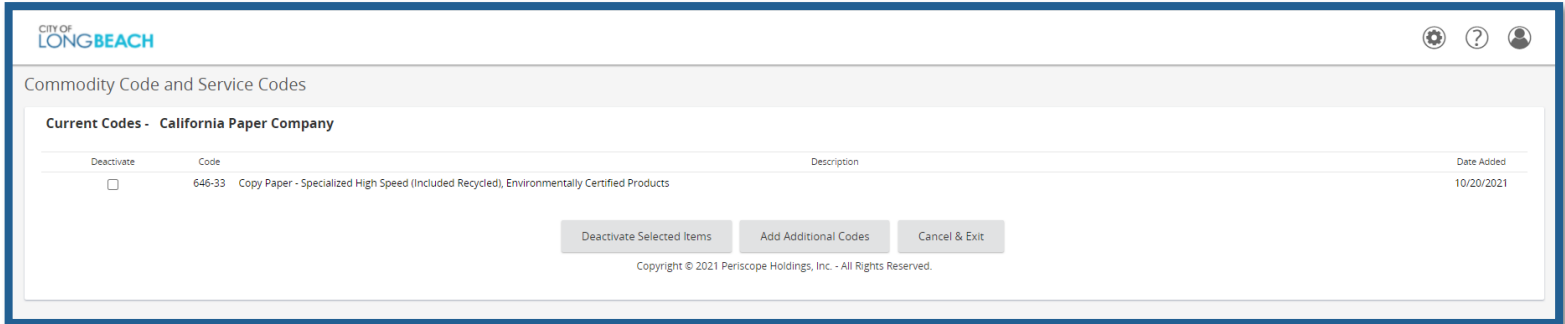 CITY OF
LONGBEACH
?
Commodity Code and Service Codes
Current Codes - California Paper Company
Deactivate Code Description Date Added
646-33 Copy Paper - Specialized High Speed (Included Recycled), Environmentally Certified Products 10/20/2021
Deactivate Selected Items Add Additional Codes Cancel & Exit
Copyright © 2021 Periscope Holdings, Inc. - All Rights Reserved.